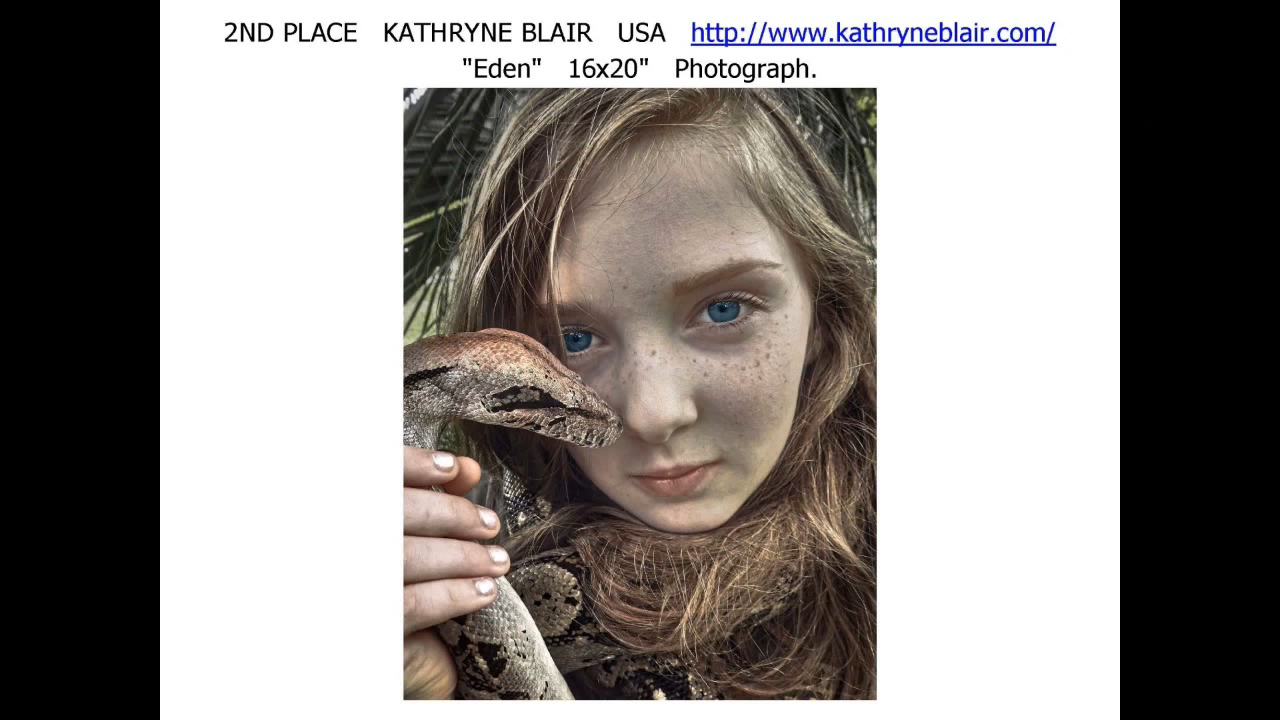 2ND PLACE   KATHRYNE BLAIR   USA   http://www.kathryneblair.com/
"Eden"   16x20"   Photograph.